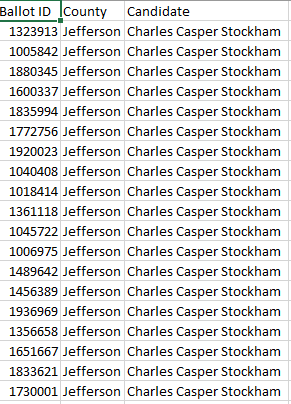 Ballot ID County Candidate
1323913 Jefferson Charles Casper Stockham
1005842 Jefferson Charles Casper Stockham
1880345 Jefferson Charles Casper Stockham
1600337 Jefferson Charles Casper Stockham
1835994 Jefferson Charles Casper Stockham
1772756 Jefferson Charles Casper Stockham
1920023 Jefferson Charles Casper Stockham
1040408 Jefferson Charles Casper Stockham
1018414 Jefferson Charles Casper Stockham
1361118 Jefferson Charles Casper Stockham
1045722 Jefferson Charles Casper Stockham
1006975 Jefferson Charles Casper Stockham
1489642 Jefferson Charles Casper Stockham
1456389 Jefferson Charles Casper Stockham
1936969 Jefferson Charles Casper Stockham
1356658 Jefferson Charles Casper Stockham
1651667 Jefferson Charles Casper Stockham
1833621 Jefferson Charles Casper Stockham
1730001 Jefferson Charles Casper Stockham